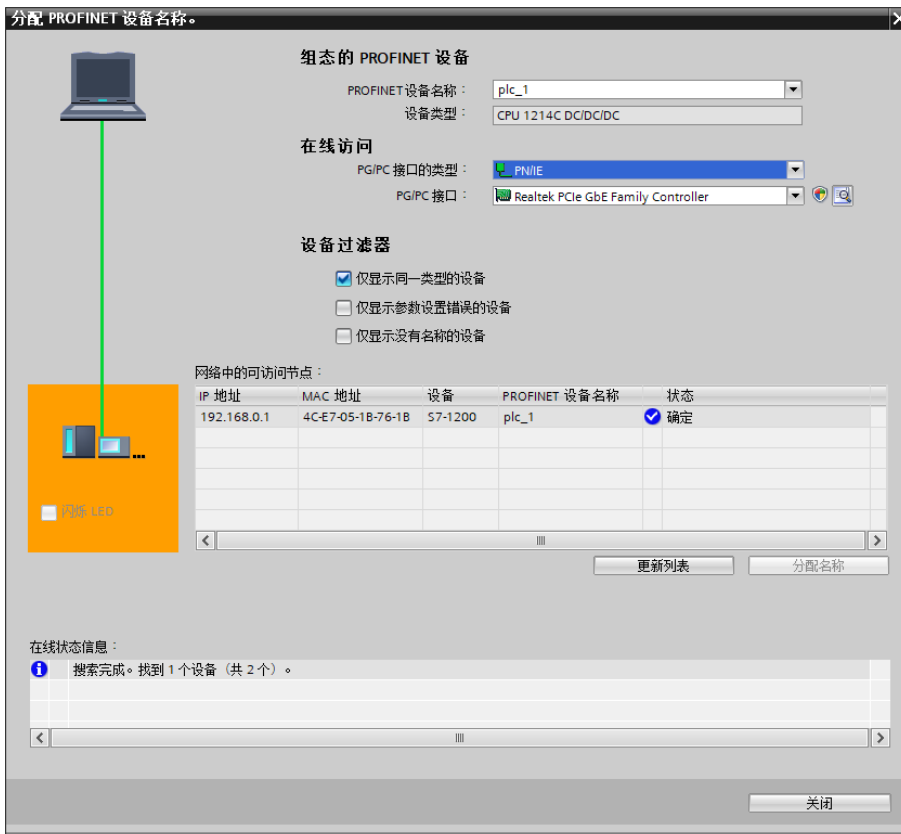 分配 PROFINET 设备名称。
组态的 PROFINET 设备
PROFINET设备名称：
plc_1
设备类型：
CPU 1214C DC/DC/DC
在线访问
PG/PC 接口的类型：
PN/IE
PG/PC 接口：
Realtek PCIe GbE Family Controller
设备过滤器
仅显示同一类型的设备
仅显示参数设置错误的设备
仅显示没有名称的设备
网络中的可访问节点：
IP 地址 MAC 地址 设备 PROFINET 设备名称 状态
192.168.0.1 4C-E7-05-1B-76-1B S7-1200 plc_1 确定
闪烁 LED
更新列表 分配名称
在线状态信息：
搜索完成。找到 1 个设备（共 2 个）。
关闭